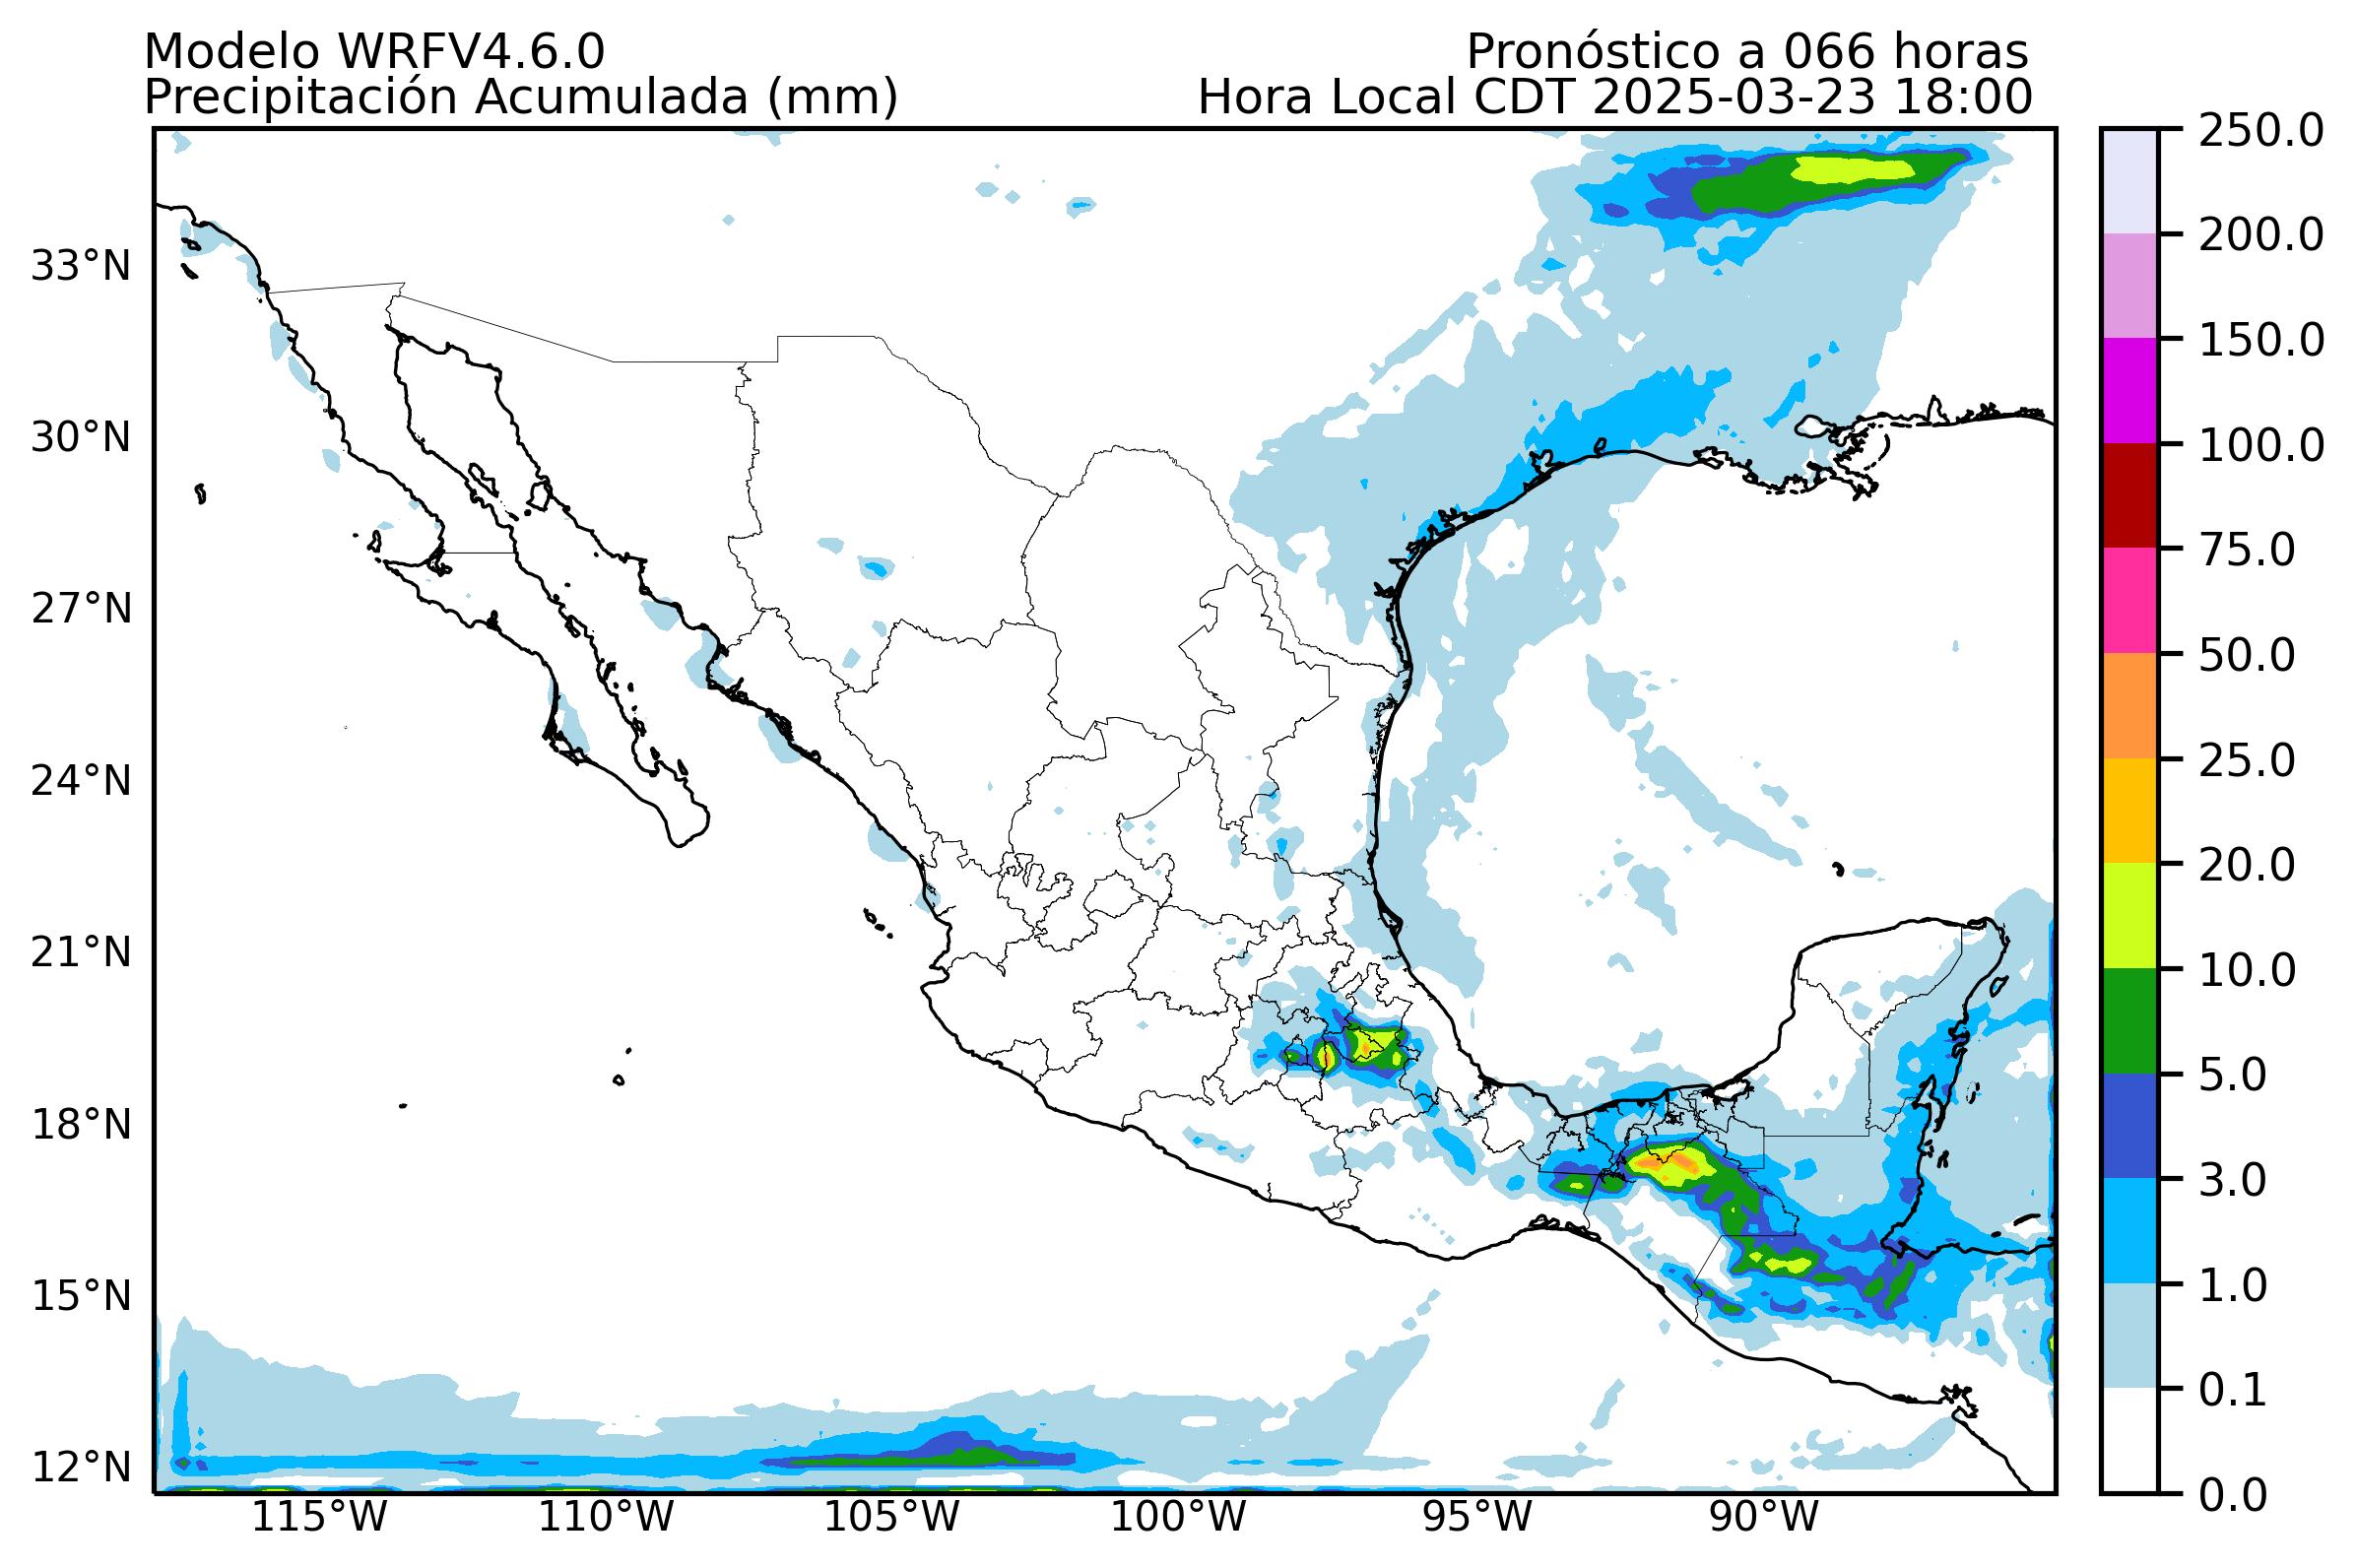 Modelo WRFV4.6.0
Pronóstico a 066 horas
Precipitación Acumulada (mm)
Hora Local CDT 2025-03-23 18:00
33°N
30°N
27°N
24°N
21°N
18°N
15°N
12°N
115°W
110°W
105°W
100°W
95°W
90°W
250.0
200.0
150.0
100.0
75.0
50.0
25.0
20.0
10.0
5.0
3.0
1.0
0.1
0.0